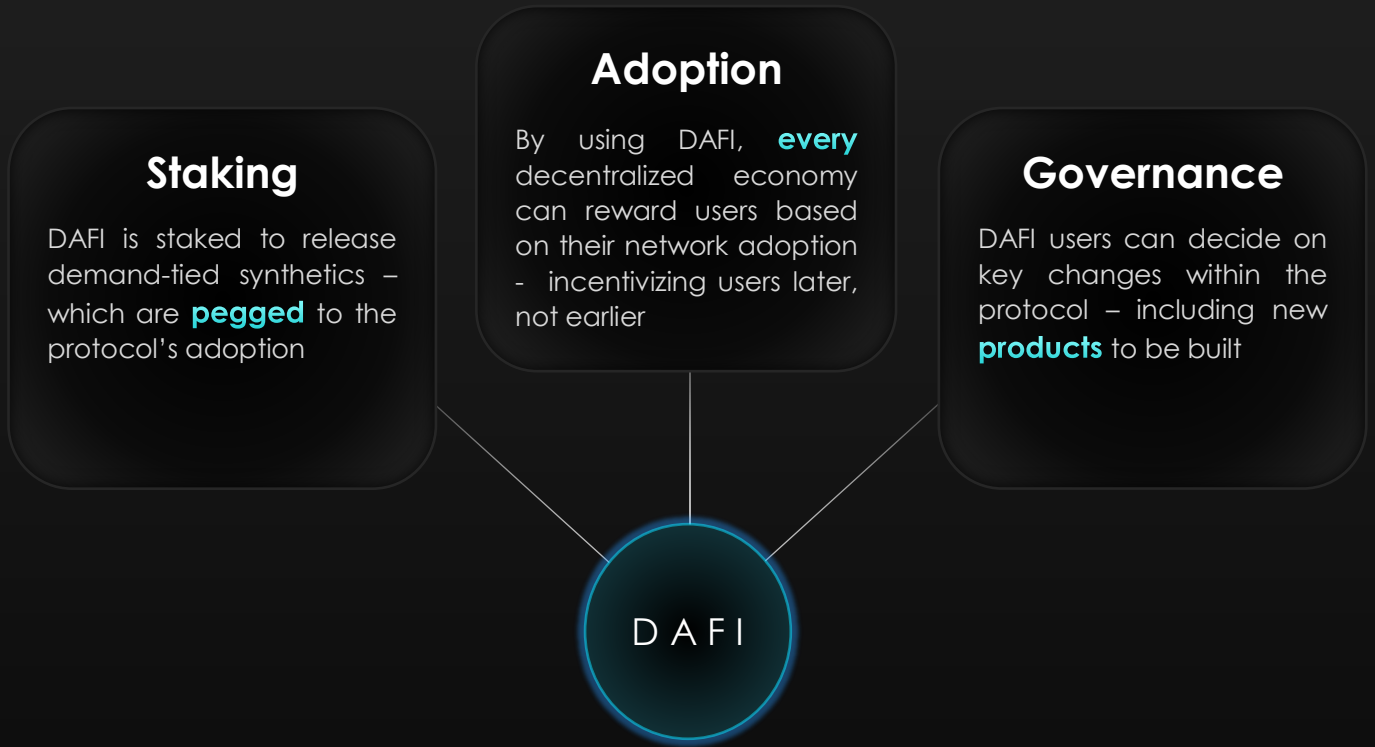 Adoption
By using DAFI, every
decentralized economy
can reward users based
on their network adoption
- incentivizing users later,
not earlier
Staking
DAFI is staked to release
demand-tied synthetics –
which are pegged to the
protocol’s adoption
Governance
DAFI users can decide on
key changes within the
protocol – including new
products to be built
DAFI